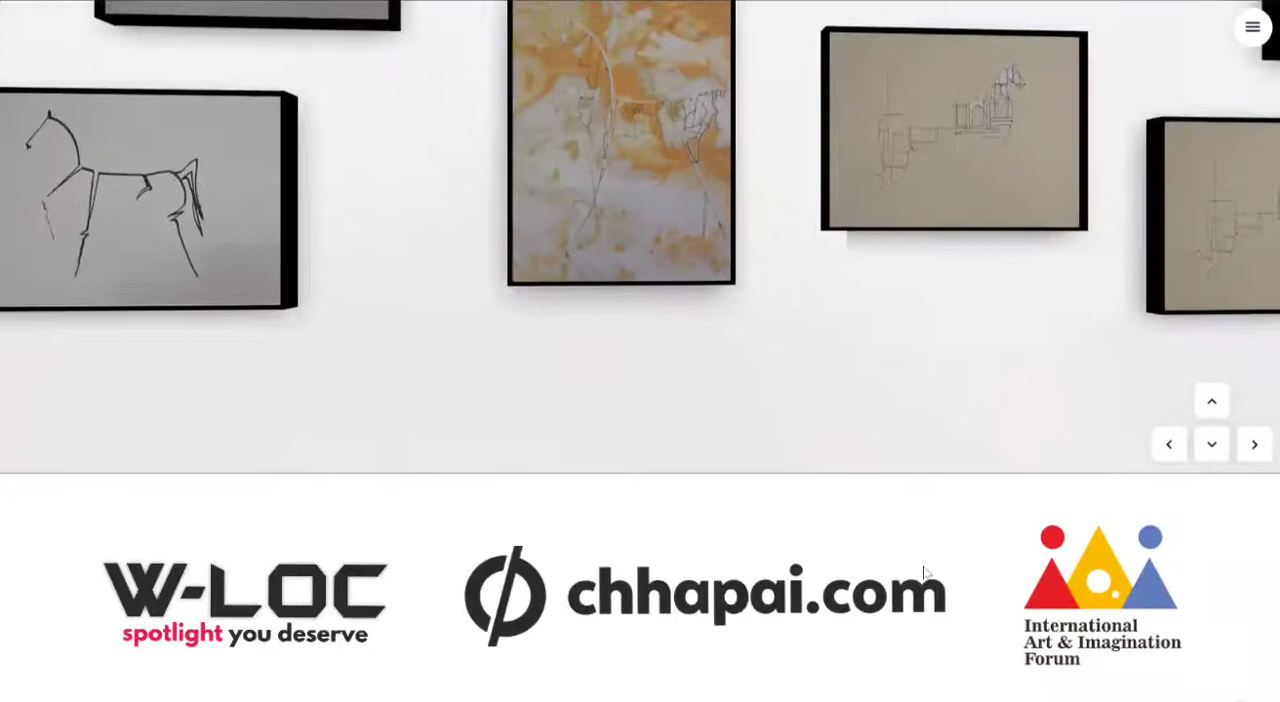 W-LOC
spotlight you deserve
chhapai.com
International
Art & Imagination
Forum